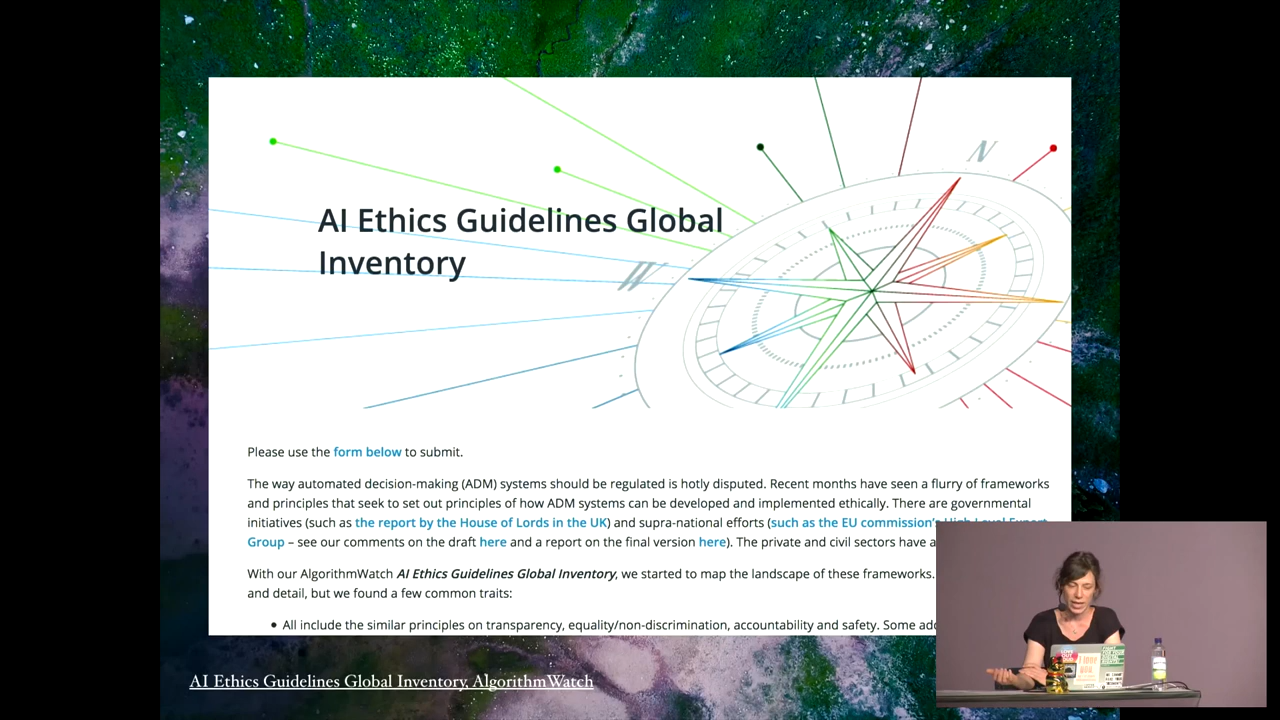 N
AI Ethics Guidelines Global
Inventory
W
Please use the form below to submit.
The way automated decision-making (ADM) systems should be regulated is hotly disputed. Recent months have seen a flurry of frameworks
and principles that seek to set out principles of how ADM systems can be developed and implemented ethically. There are governmental
initiatives (such as the report by the House of Lords in the UK) and supra-national efforts (such as the EU commission's High Level Expert
Group – see our comments on the draft here and a report on the final version here). The private and civil sectors have a
With our AlgorithmWatch AI Ethics Guidelines Global Inventory, we started to map the landscape of these frameworks.
and detail, but we found a few common traits:
• All include the similar principles on transparency, equality/non-discrimination, accountability and safety. Some add
AI Ethics Guidelines Global Inventory, AlgorithmWatch